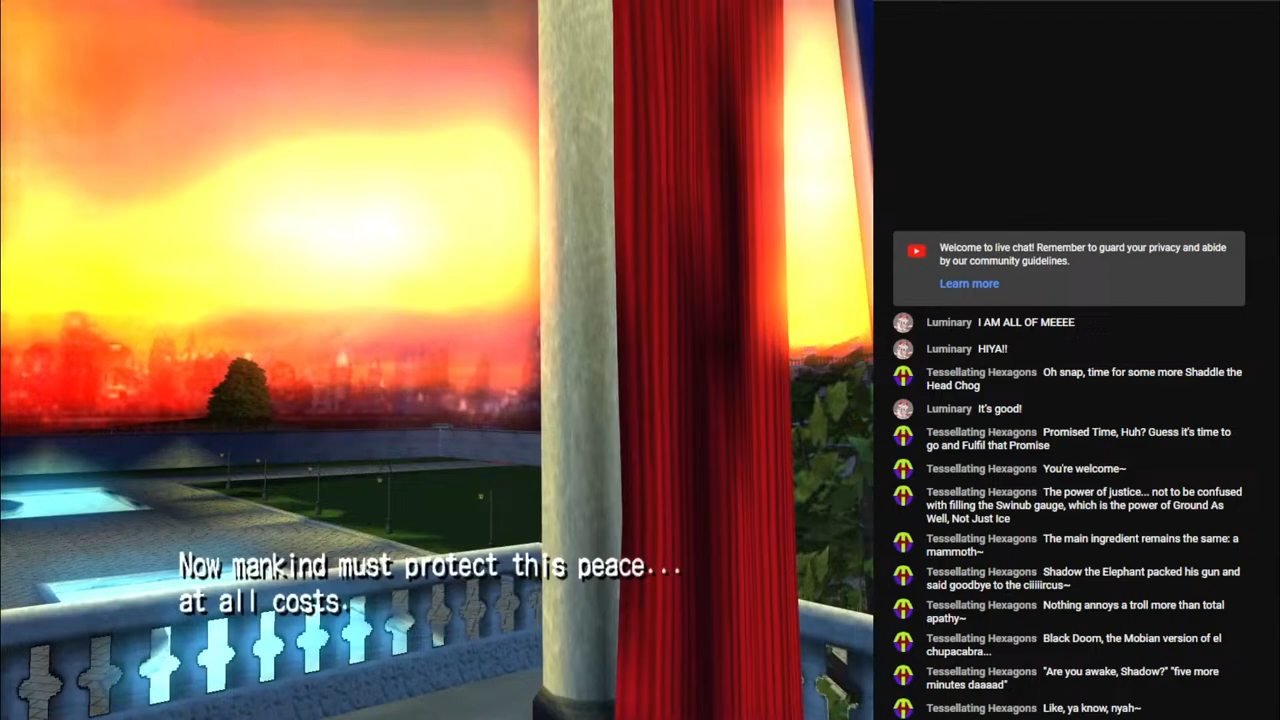 Now mankind must protect this peace...
at all costs.
Welcome to live chat! Remember to guard your privacy and abide
by our community guidelines.
Learn more
Luminary I AM ALL OF MEEEE
Luminary HIYA!!
Tessellating Hexagons Oh snap, time for some more Shaddle the
Head Chog
Luminary It's good!
Tessellating Hexagons Promised Time, Huh? Guess it's time to
go and Fulfil that Promise
Tessellating Hexagons You're welcome~
Tessellating Hexagons The power of justice... not to be confused
with filling the Swinub gauge, which is the power of Ground As
Well, Not Just Ice
Tessellating Hexagons The main ingredient remains the same: a
mammoth~
Tessellating Hexagons Shadow the Elephant packed his gun and
said goodbye to the ciiiircus~
Tessellating Hexagons Nothing annoys a troll more than total
apathy~
Tessellating Hexagons Black Doom, the Mobian version of el
chupacabra...
Tessellating Hexagons "Are you awake, Shadow?" "five more
minutes daaaad"
Tessellating Hexagons Like, ya know, nyah~